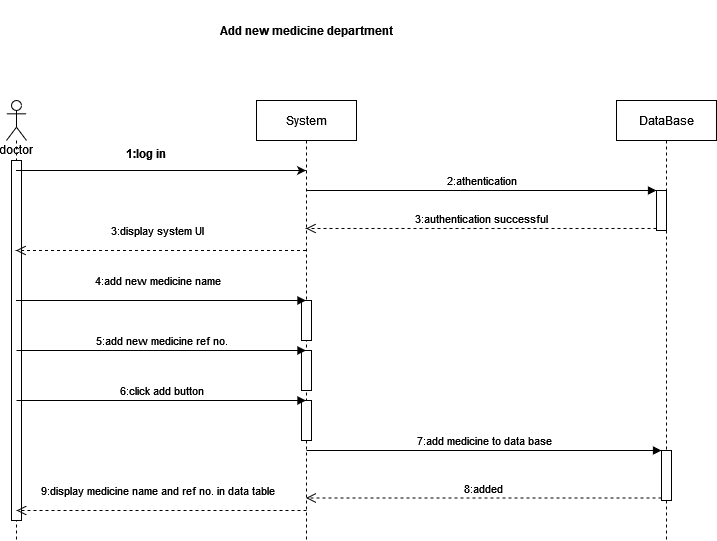 Add new medicine department
System
DataBase
doctor
1:log in
2:athentication
3:authentication successful
3:display system UI
4:add new medicine name
5:add new medicine ref no.
6:click add button
7:add medicine to data base
8:added
9:display medicine name and ref no. in data table